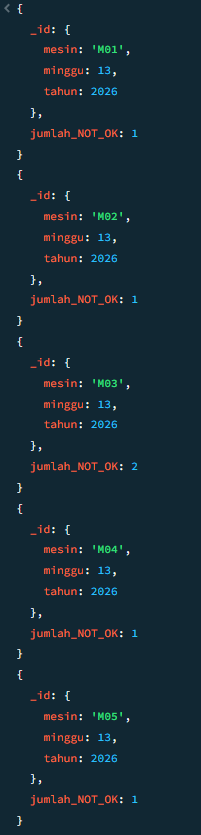 < {
_id: {
mesin: 'M01',
minggu: 13,
tahun: 2026
},
jumlah_NOT_OK: 1
}
{
_id: {
mesin: 'M02',
minggu: 13,
tahun: 2026
},
jumlah_NOT_OK: 1
}
{
_id: {
mesin: 'M03',
minggu: 13,
tahun: 2026
},
jumlah_NOT_OK: 2
}
{
_id: {
mesin: 'M04',
minggu: 13,
tahun: 2026
},
jumlah_NOT_OK: 1
}
{
_id: {
mesin: 'M05',
minggu: 13,
tahun: 2026
},
jumlah_NOT_OK: 1
}